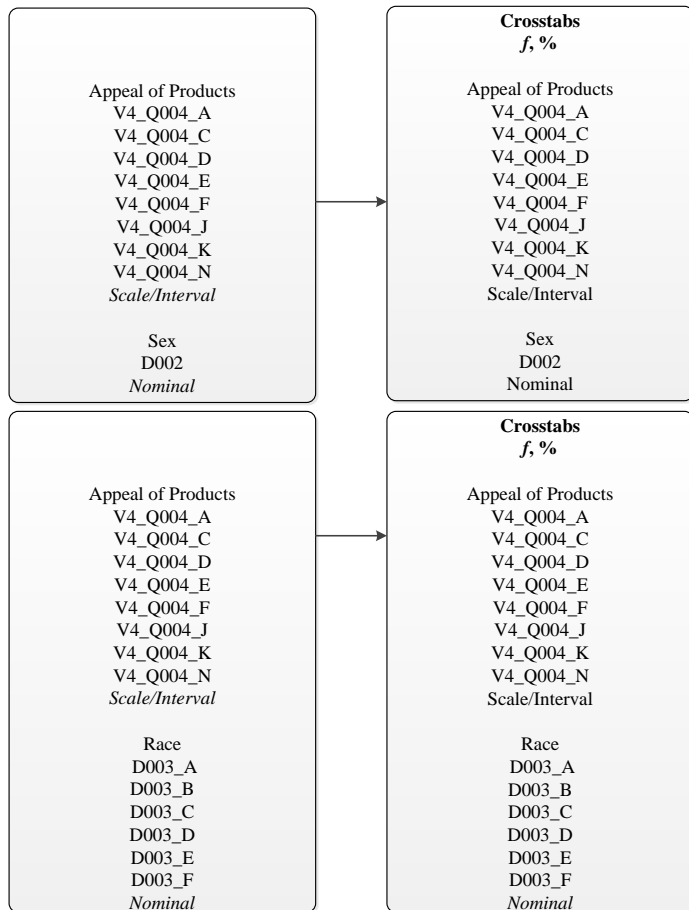 Appeal of Products
V4_Q004_A
V4_Q004_C
V4_Q004_D
V4_Q004_E
V4_Q004_F
V4_Q004_J
V4_Q004_K
V4_Q004_N
Scale/Interval
Sex
D002
Nominal
Crosstabs
f, %
Appeal of Products
V4_Q004_A
V4_Q004_C
V4_Q004_D
V4_Q004_E
V4_Q004_F
V4_Q004_J
V4_Q004_K
V4_Q004_N
Scale/Interval
Sex
D002
Nominal
Appeal of Products
V4_Q004_A
V4_Q004_C
V4_Q004_D
V4_Q004_E
V4_Q004_F
V4_Q004_J
V4_Q004_K
V4_Q004_N
Scale/Interval
Race
D003_A
D003_B
D003_C
D003_D
D003_E
D003_F
Nominal
Crosstabs
f, %
Appeal of Products
V4_Q004_A
V4_Q004_C
V4_Q004_D
V4_Q004_E
V4_Q004_F
V4_Q004_J
V4_Q004_K
V4_Q004_N
Scale/Interval
Race
D003_A
D003_B
D003_C
D003_D
D003_E
D003_F
Nominal